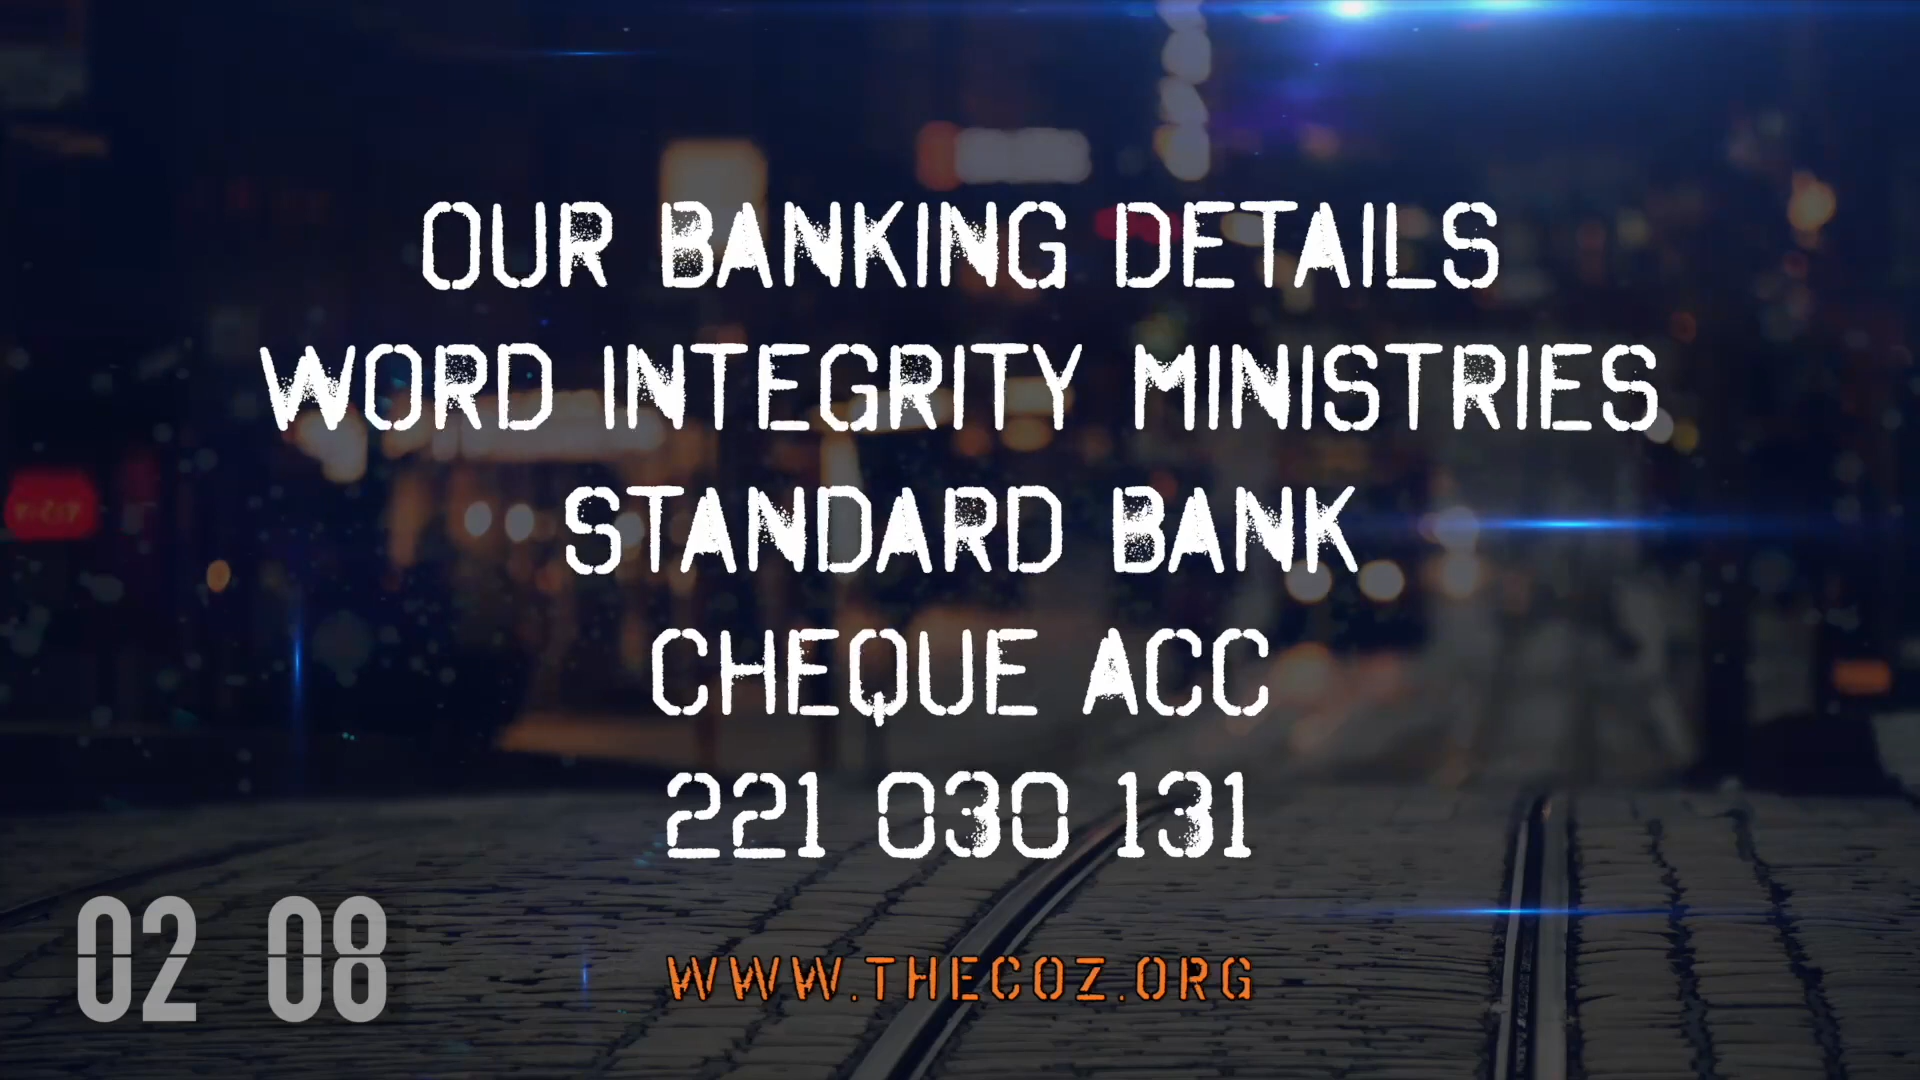 OUR BANKING DETAILS
WORD INTEGRITY MINISTRIES
STANDARD BANK
CHEQUE ACC
221 030 131
02 08
WWW.THECOZ.ORG